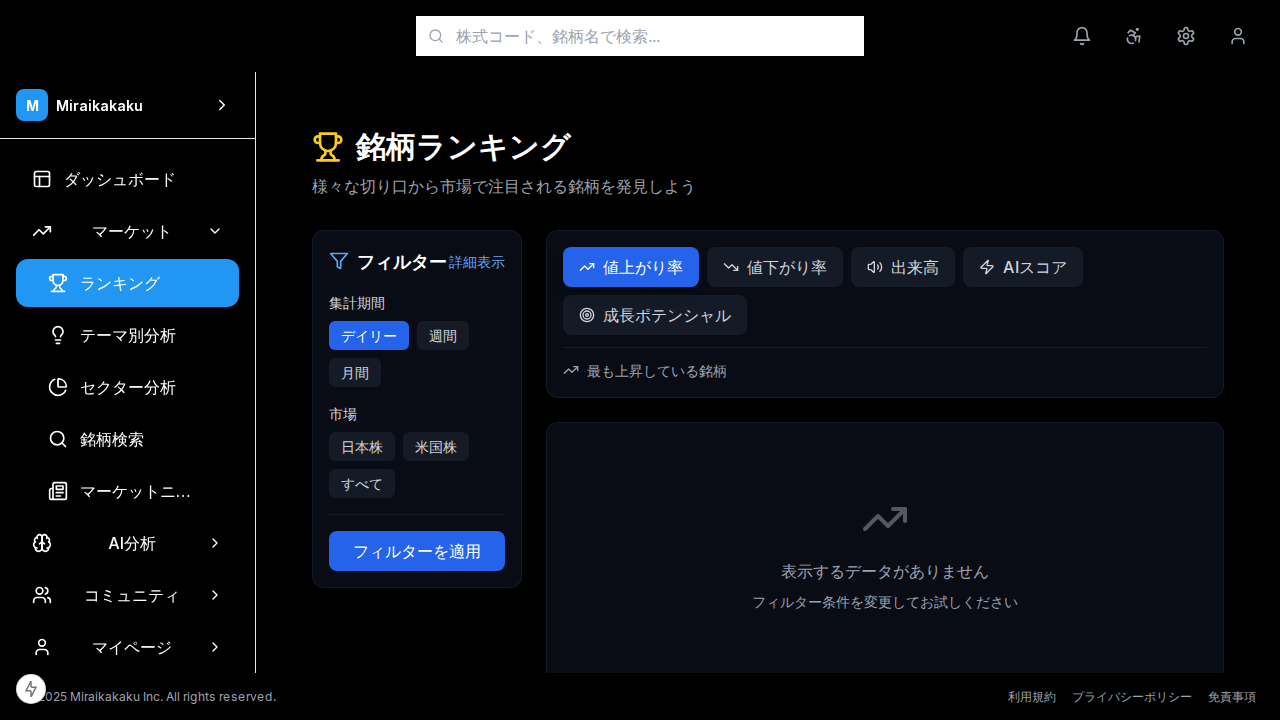 株式コード、銘柄名で検索...
M Miraikakaku
ダッシュボード
マーケット
ランキング
テーマ別分析
セクター分析
銘柄検索
マーケットニ...
AI分析
コミュニティ
マイページ
銘柄ランキング
様々な切り口から市場で注目される銘柄を発見しよう
フィルター 詳細表示
集計期間
デイリー 週間
月間
市場
日本株 米国株
すべて
フィルターを適用
値上がり率 値下がり率 出来高 AIスコア
成長ポテンシャル
最も上昇している銘柄
表示するデータがありません
フィルター条件を変更してお試しください
2025 Miraikakaku Inc. All rights reserved.
利用規約 プライバシーポリシー 免責事項